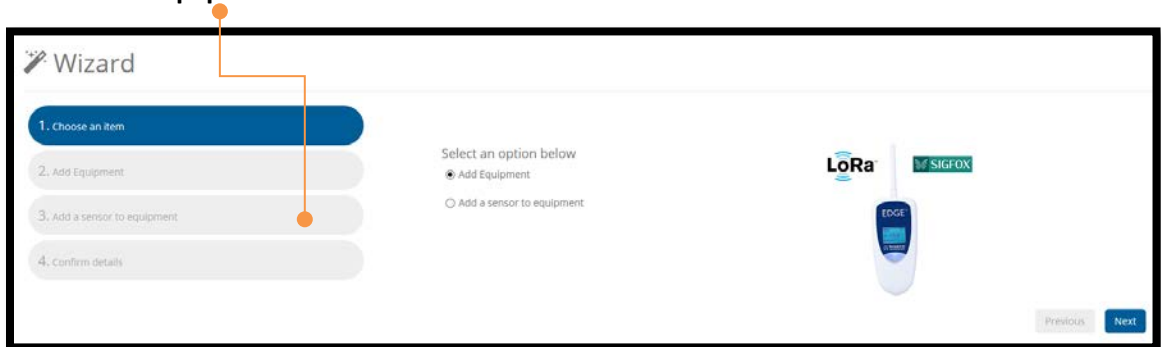 Wizard
1. Choose an item
2. Add Equipment
3. Add a sensor to equipment
4. Confirm details
Select an option below
Add Equipment
Add a sensor to equipment
LoRa
SIGFOX
EDGE
Previous
Next